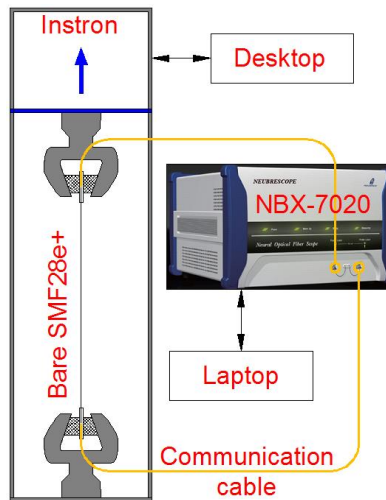 Instron
Desktop
NEUBRESCOPE
NBX-7020
Neural Optical Fiber Scope
Bare SMF28e+
Laptop
Communication
cable